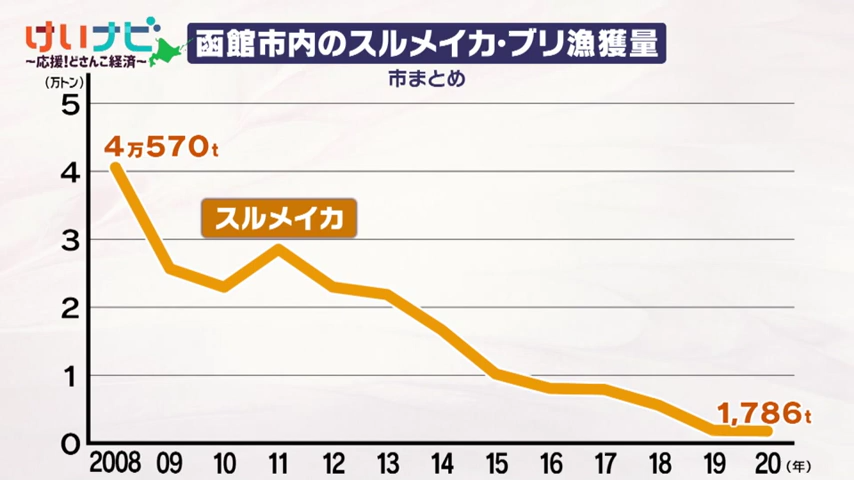 けいナビ
～応援!どさんこ経済～
函館市内のスルメイカ・ブリ漁獲量
市まとめ
(万トン)
5
4万570t
4
スルメイカ
3
2
1
1,786t
0
2008 09 10 11 12 13 14 15 16 17 18 19 20 (年)